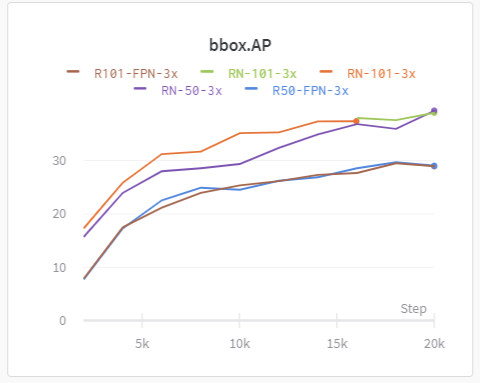 bbox.AP
R101-FPN-3x RN-101-3x RN-101-3x
RN-50-3x R50-FPN-3x
30
20
10
0
Step
5k 10k 15k 20k